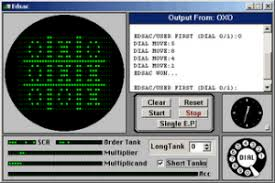 Edsac
Output From: OXO
EDSAC/USER FIRST (DIAL 0/1):0
DIAL MOVE:5
DIAL MOVE:8
DIAL MOVE:1
DIAL MOVE:6
EDSAC WON...
EDSAC/USER FIRST (DIAL 0/1):
Clear Reset
Start Stop
Single E.P
SCR Order Tank
Multiplier
Multiplicand
Acc
LongTank 0
Short Tanks
DIAL